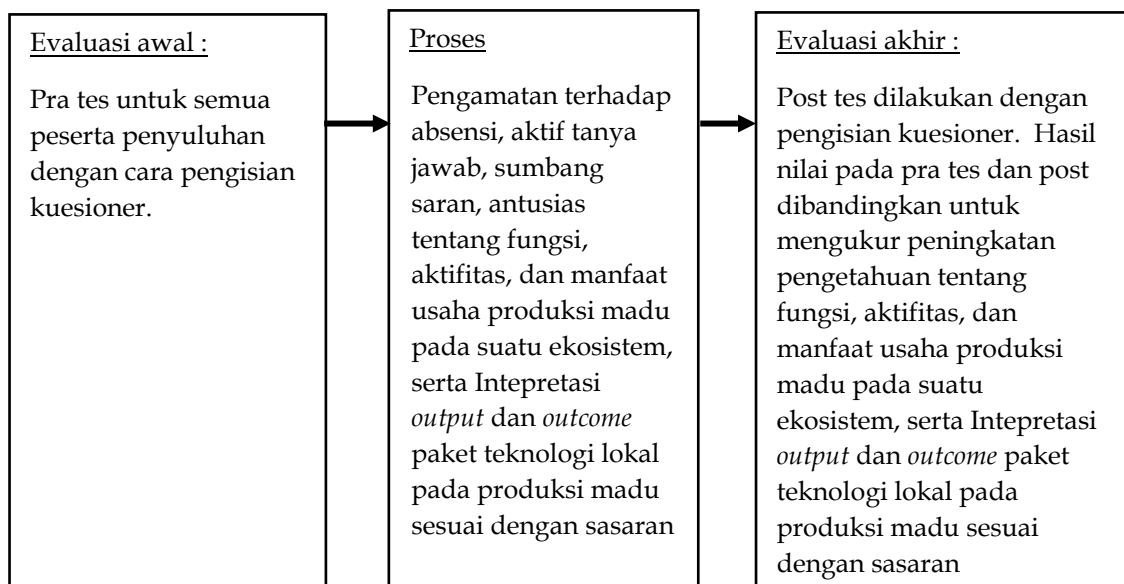 Evaluasi awal :
Pra tes untuk semua
peserta penyuluhan
dengan cara pengisian
kuesioner.
Proses
Pengamatan terhadap
absensi, aktif tanya
jawab, sumbang
saran, antusias
tentang fungsi,
aktifitas, dan manfaat
usaha produksi madu
pada suatu ekosistem,
serta Intepretasi
output dan outcome
paket teknologi lokal
pada produksi madu
sesuai dengan sasaran
Evaluasi akhir :
Post tes dilakukan dengan
pengisian kuesioner. Hasil
nilai pada pra tes dan post
dibandingkan untuk
mengukur peningkatan
pengetahuan tentang
fungsi, aktifitas, dan
manfaat usaha produksi
madu pada suatu
ekosistem, serta Intepretasi
output dan outcome paket
teknologi lokal pada
produksi madu sesuai
dengan sasaran